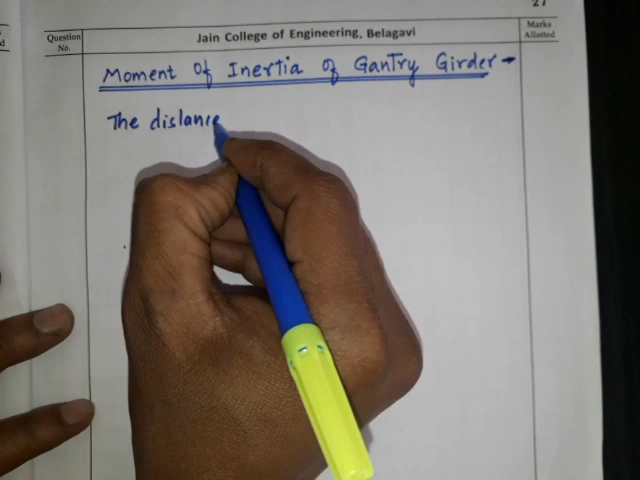 27
Question No.
Jain College of Engineering, Belagavi
Marks Allotted
Moment Of Inertia of Gantry Girder →
The distance